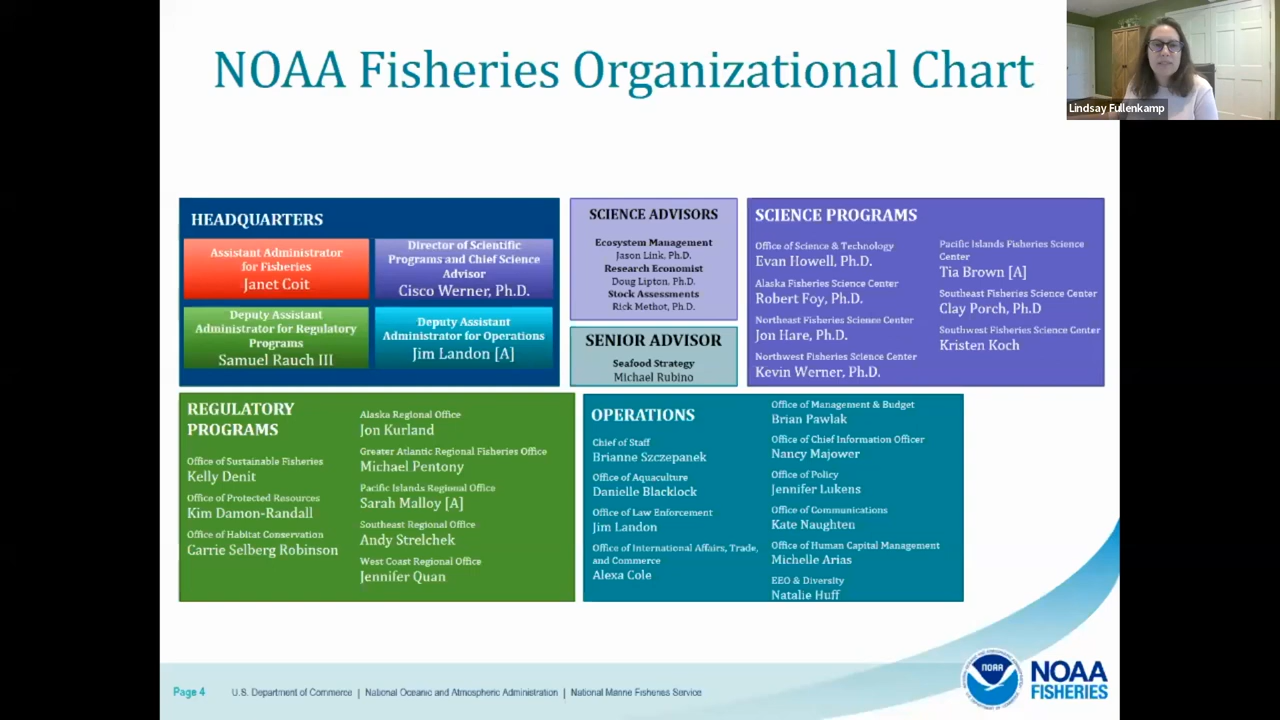 NOAA Fisheries Organizational Chart
Lindsay Fullenkamp
HEADQUARTERS
Assistant Administrator
for Fisheries
Janet Coit
Director of Scientific
Programs and Chief Science
Advisor
Cisco Werner, Ph.D.
Deputy Assistant
Administrator for Regulatory
Programs
Samuel Rauch III
Deputy Assistant
Administrator for Operations
Jim Landon [A]
SCIENCE ADVISORS
Ecosystem Management
Jason Link, Ph.D.
Research Economist
Doug Lipton, Ph.D.
Stock Assessments
Rick Methot, Ph.D.
SENIOR ADVISOR
Seafood Strategy
Michael Rubino
SCIENCE PROGRAMS
Office of Science & Technology
Evan Howell, Ph.D.
Alaska Fisheries Science Center
Robert Foy, Ph.D.
Northeast Fisheries Science Center
Jon Hare, Ph.D.
Northwest Fisheries Science Center
Kevin Werner, Ph.D.
Pacific Islands Fisheries Science
Center
Tia Brown [A]
Southeast Fisheries Science Center
Clay Porch, Ph.D
Southwest Fisheries Science Center
Kristen Koch
REGULATORY
PROGRAMS
Office of Sustainable Fisheries
Kelly Denit
Office of Protected Resources
Kim Damon-Randall
Office of Habitat Conservation
Carrie Selberg Robinson
Alaska Regional Office
Jon Kurland
Greater Atlantic Regional Fisheries Office
Michael Pentony
Pacific Islands Regional Office
Sarah Malloy [A]
Southeast Regional Office
Andy Strelchek
West Coast Regional Office
Jennifer Quan
OPERATIONS
Chief of Staff
Brianne Szczepanek
Office of Aquaculture
Danielle Blacklock
Office of Law Enforcement
Jim Landon
Office of International Affairs, Trade,
and Commerce
Alexa Cole
Office of Management & Budget
Brian Pawlak
Office of Chief Information Officer
Nancy Majower
Office of Policy
Jennifer Lukens
Office of Communications
Kate Naughten
Office of Human Capital Management
Michelle Arias
EEO & Diversity
Natalie Huff
Page 4 U.S. Department of Commerce | National Oceanic and Atmospheric Administration | National Marine Fisheries Service
NOAA
NOAA
FISHERIES